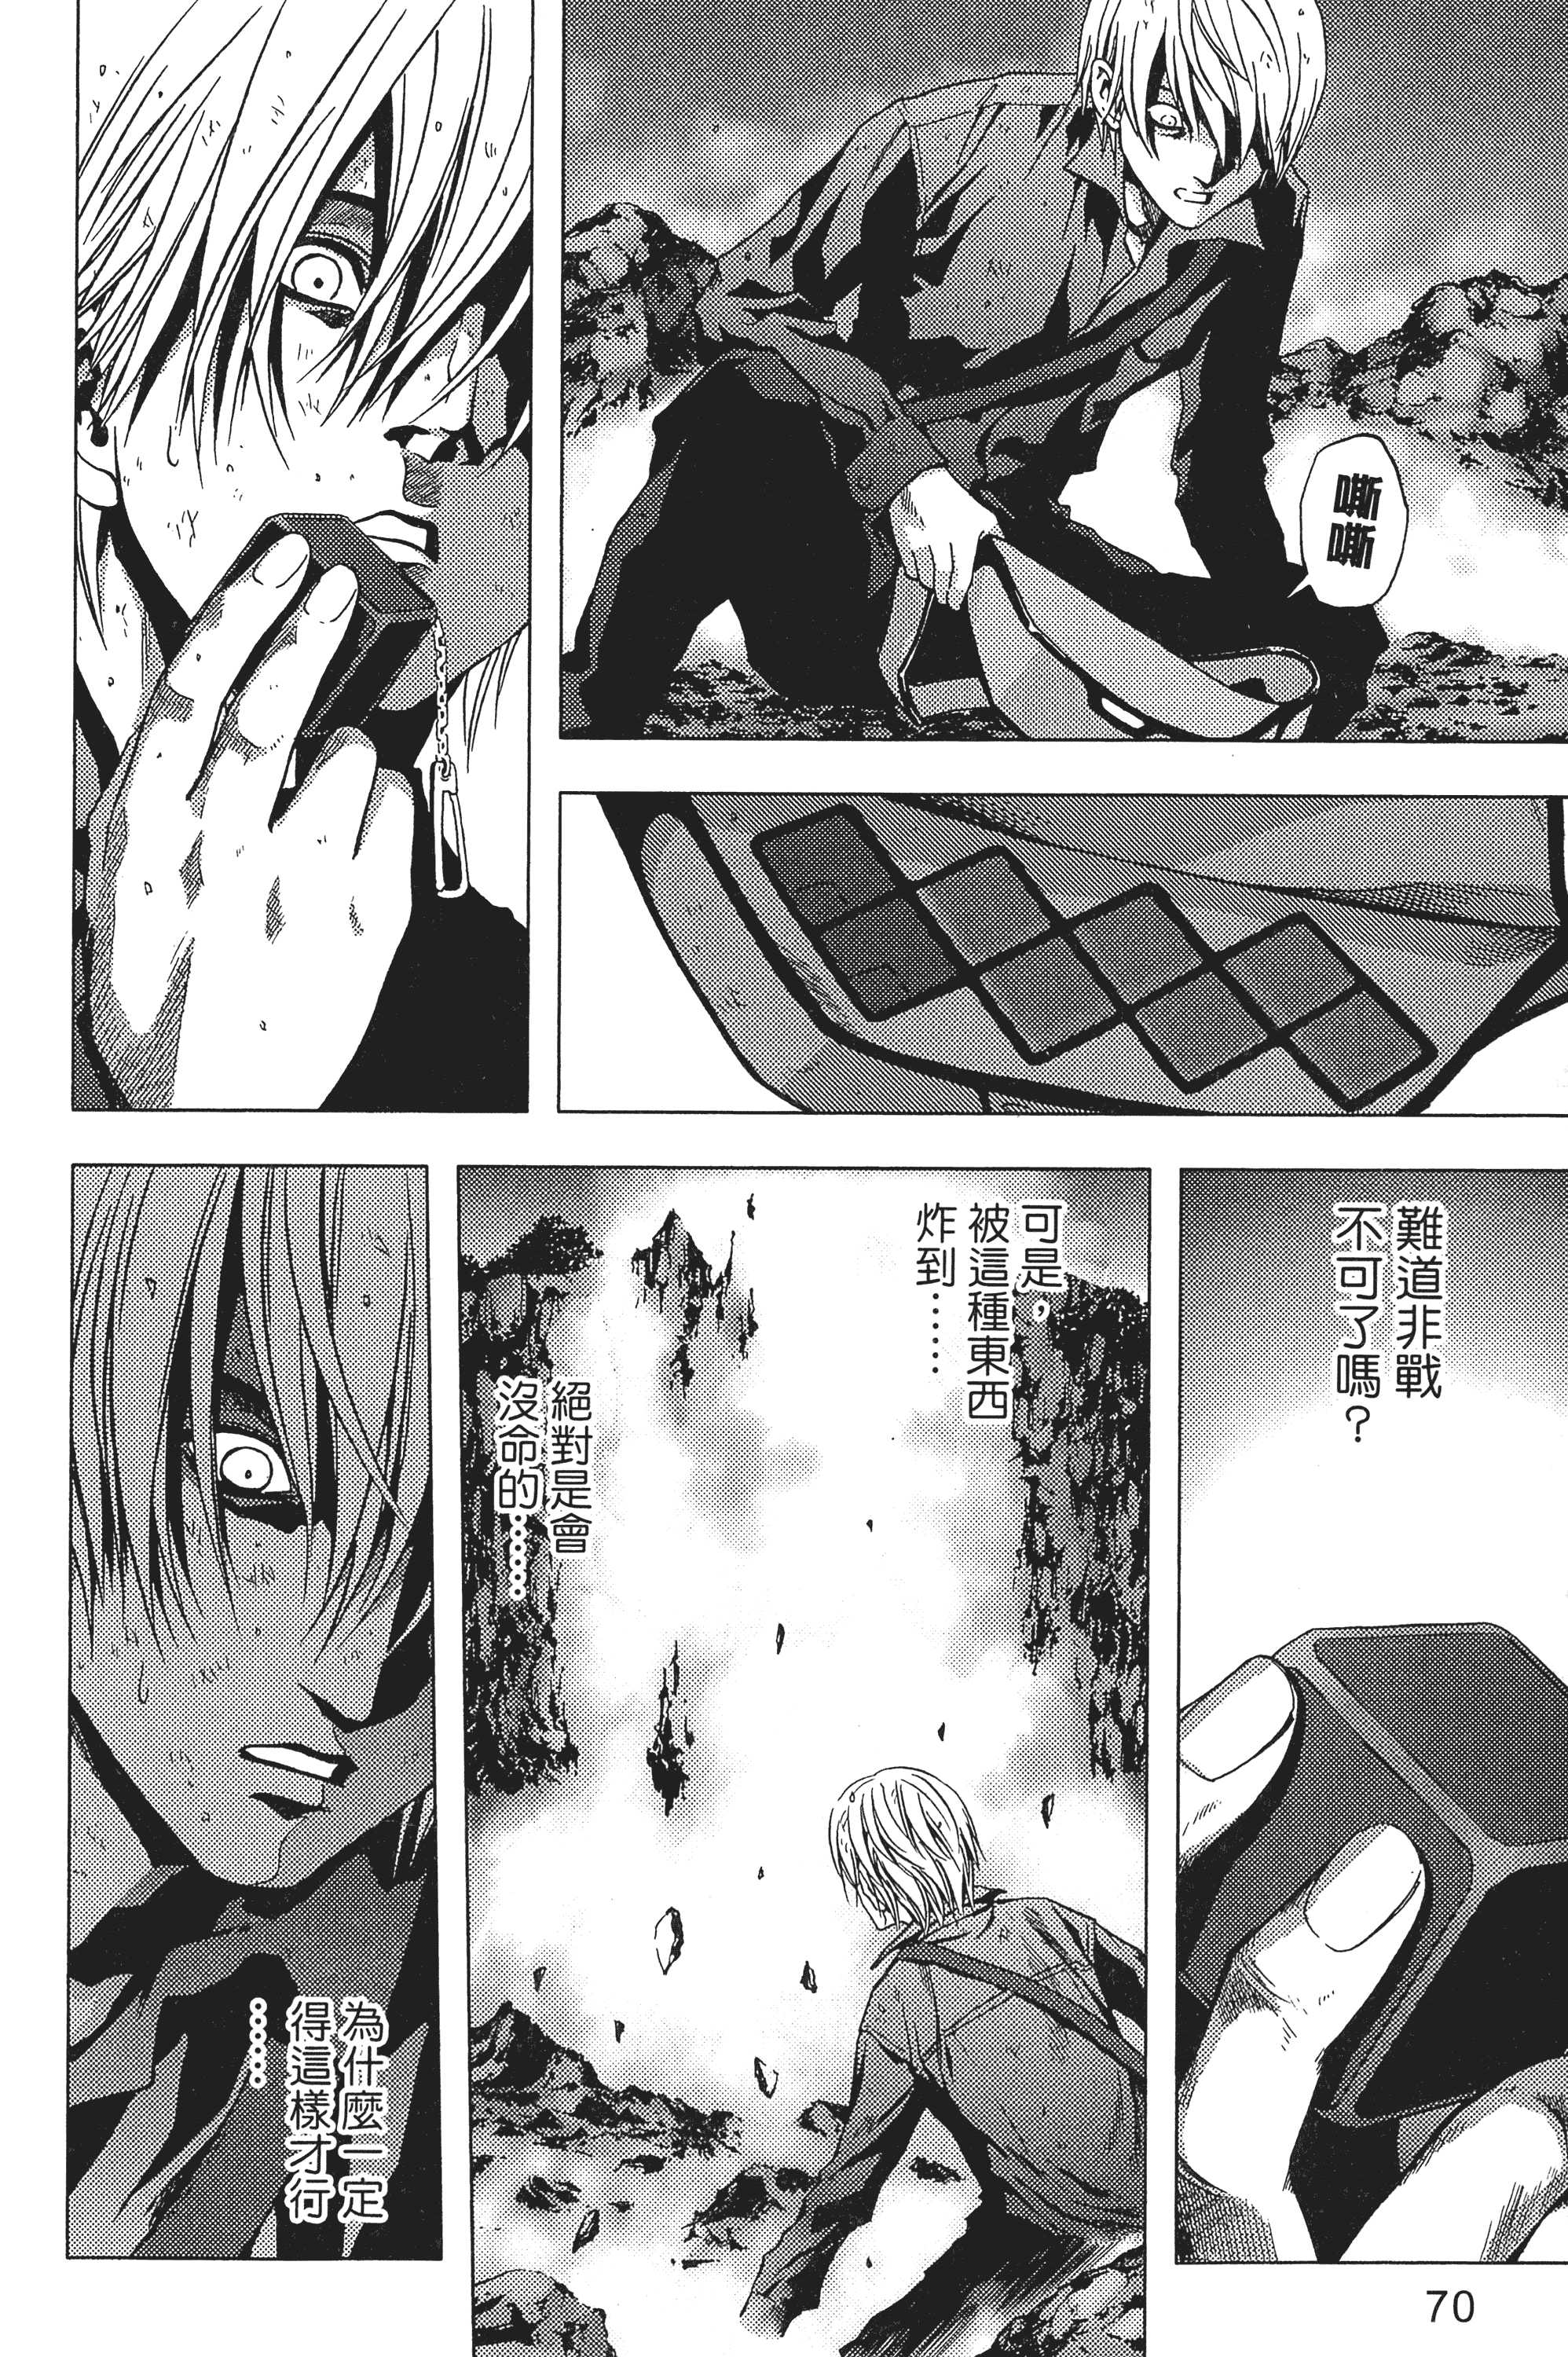 嘶嘶
難道非戰
不可了嗎？
可是，
被這種東西
炸到……
絕對是會
沒命的……
為什麼一定
得這樣才行
……
70